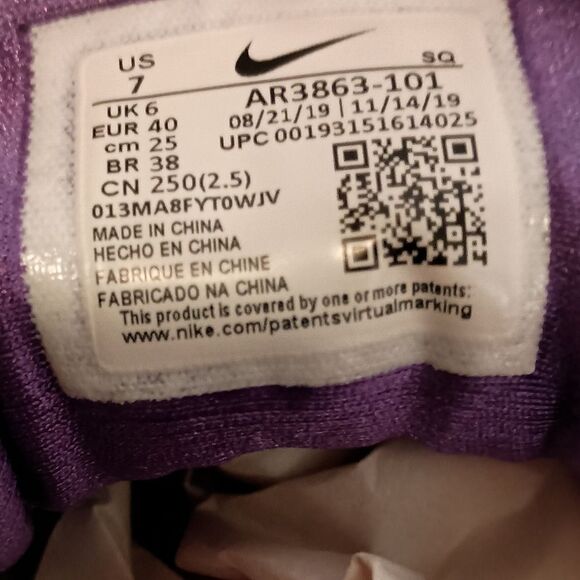 US
7
SQ
UK 6
EUR 40
cm 25
BR 38
CN 250(2.5)
AR3863-101
08/21/19 | 11/14/19
UPC 00193151614025
013MA8FYT0WJV
MADE IN CHINA
HECHO EN CHINA
FABRIQUE EN CHINE
FABRICADO NA CHINA
This product is covered by one or more patents:
www.nike.com/patentsvirtualmarking